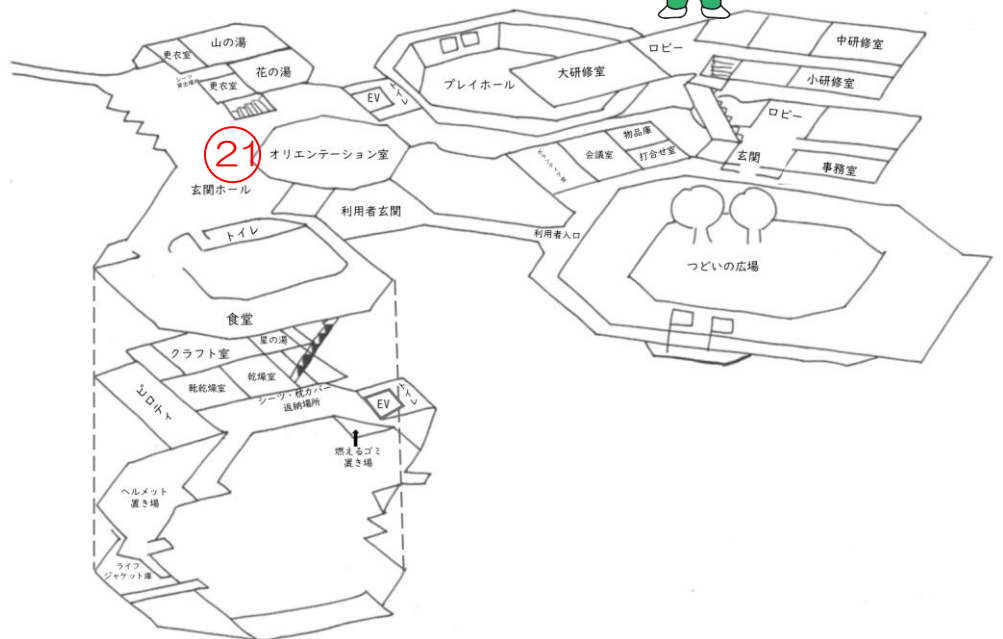 山の湯
更衣室
花の湯
更衣室
EV
トイレ
プレイホール
大研修室
ロビー
中研修室
小研修室
ロビー
物品庫
会議室
打合せ室
玄関
事務室
21
オリエンテーション室
玄関ホール
利用者玄関
利用者入口
つどいの広場
トイレ
食堂
クラフト室
星の湯
靴乾燥室
乾燥室
シーツ・枕カバー
返納場所
ピロティ
EV
トイレ
燃えるゴミ
置き場
ヘルメット
置き場
ライフ
ジャケット庫